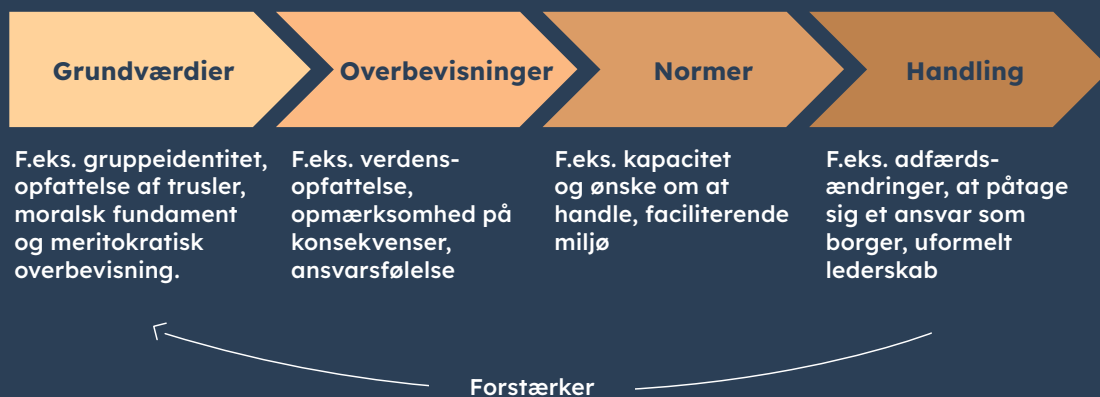 Grundværdier
Overbevisninger
Normer
Handling
F.eks. gruppeidentitet,
opfattelse af trusler,
moralsk fundament
og meritokratisk
overbevisning.
F.eks. verdens-
opfattelse,
opmærksomhed på
konsekvenser,
ansvarsfølelse
F.eks. kapacitet
og ønske om at
handle, faciliterende
miljø
F.eks. adfærds-
ændringer, at påtage
sig et ansvar som
borger, uformelt
lederskab
Forstærker